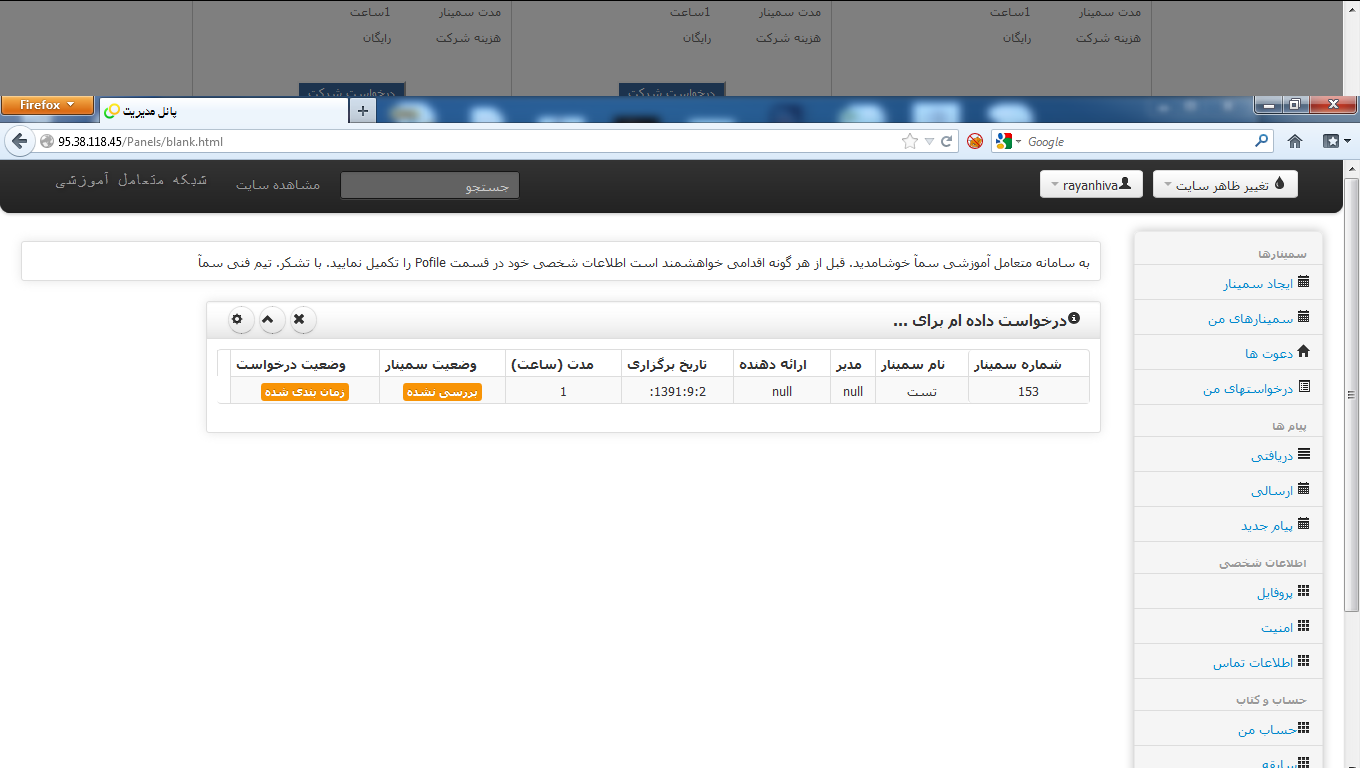 مدت سمینار 1ساعت مدت سمینار 1ساعت مدت سمینار 1ساعت
هزینه شرکت رایگان هزینه شرکت رایگان هزینه شرکت رایگان
درخواست شرکت درخواست شرکت
Firefox
پانل مدیریت
95.38.118.45/Panels/blank.html
Google
تغییر ظاهر سایت
rayanhiva
جستجو
مشاهده سایت
شبکه متعامل آموزشی
سمینارها
ایجاد سمینار
سمینارهای من
دعوت ها
درخواستهای من
پیام ها
دریافتی
ارسالی
پیام جدید
اطلاعات شخصی
پروفایل
امنیت
اطلاعات تماس
حساب و کتاب
حساب من
سابقه
به سامانه متعامل آموزشی سمآ خوشامدید. قبل از هر گونه اقدامی خواهشمند است اطلاعات شخصی خود در قسمت Pofile را تکمیل نمایید. با تشکر. تیم فنی سمآ
درخواست داده ام برای ...
شماره سمینار نام سمینار مدیر ارائه دهنده تاریخ برگزاری مدت (ساعت) وضعیت سمینار وضعیت درخواست
153 تست null null 1391:9:2: 1 بررسی نشده زمان بندی شده